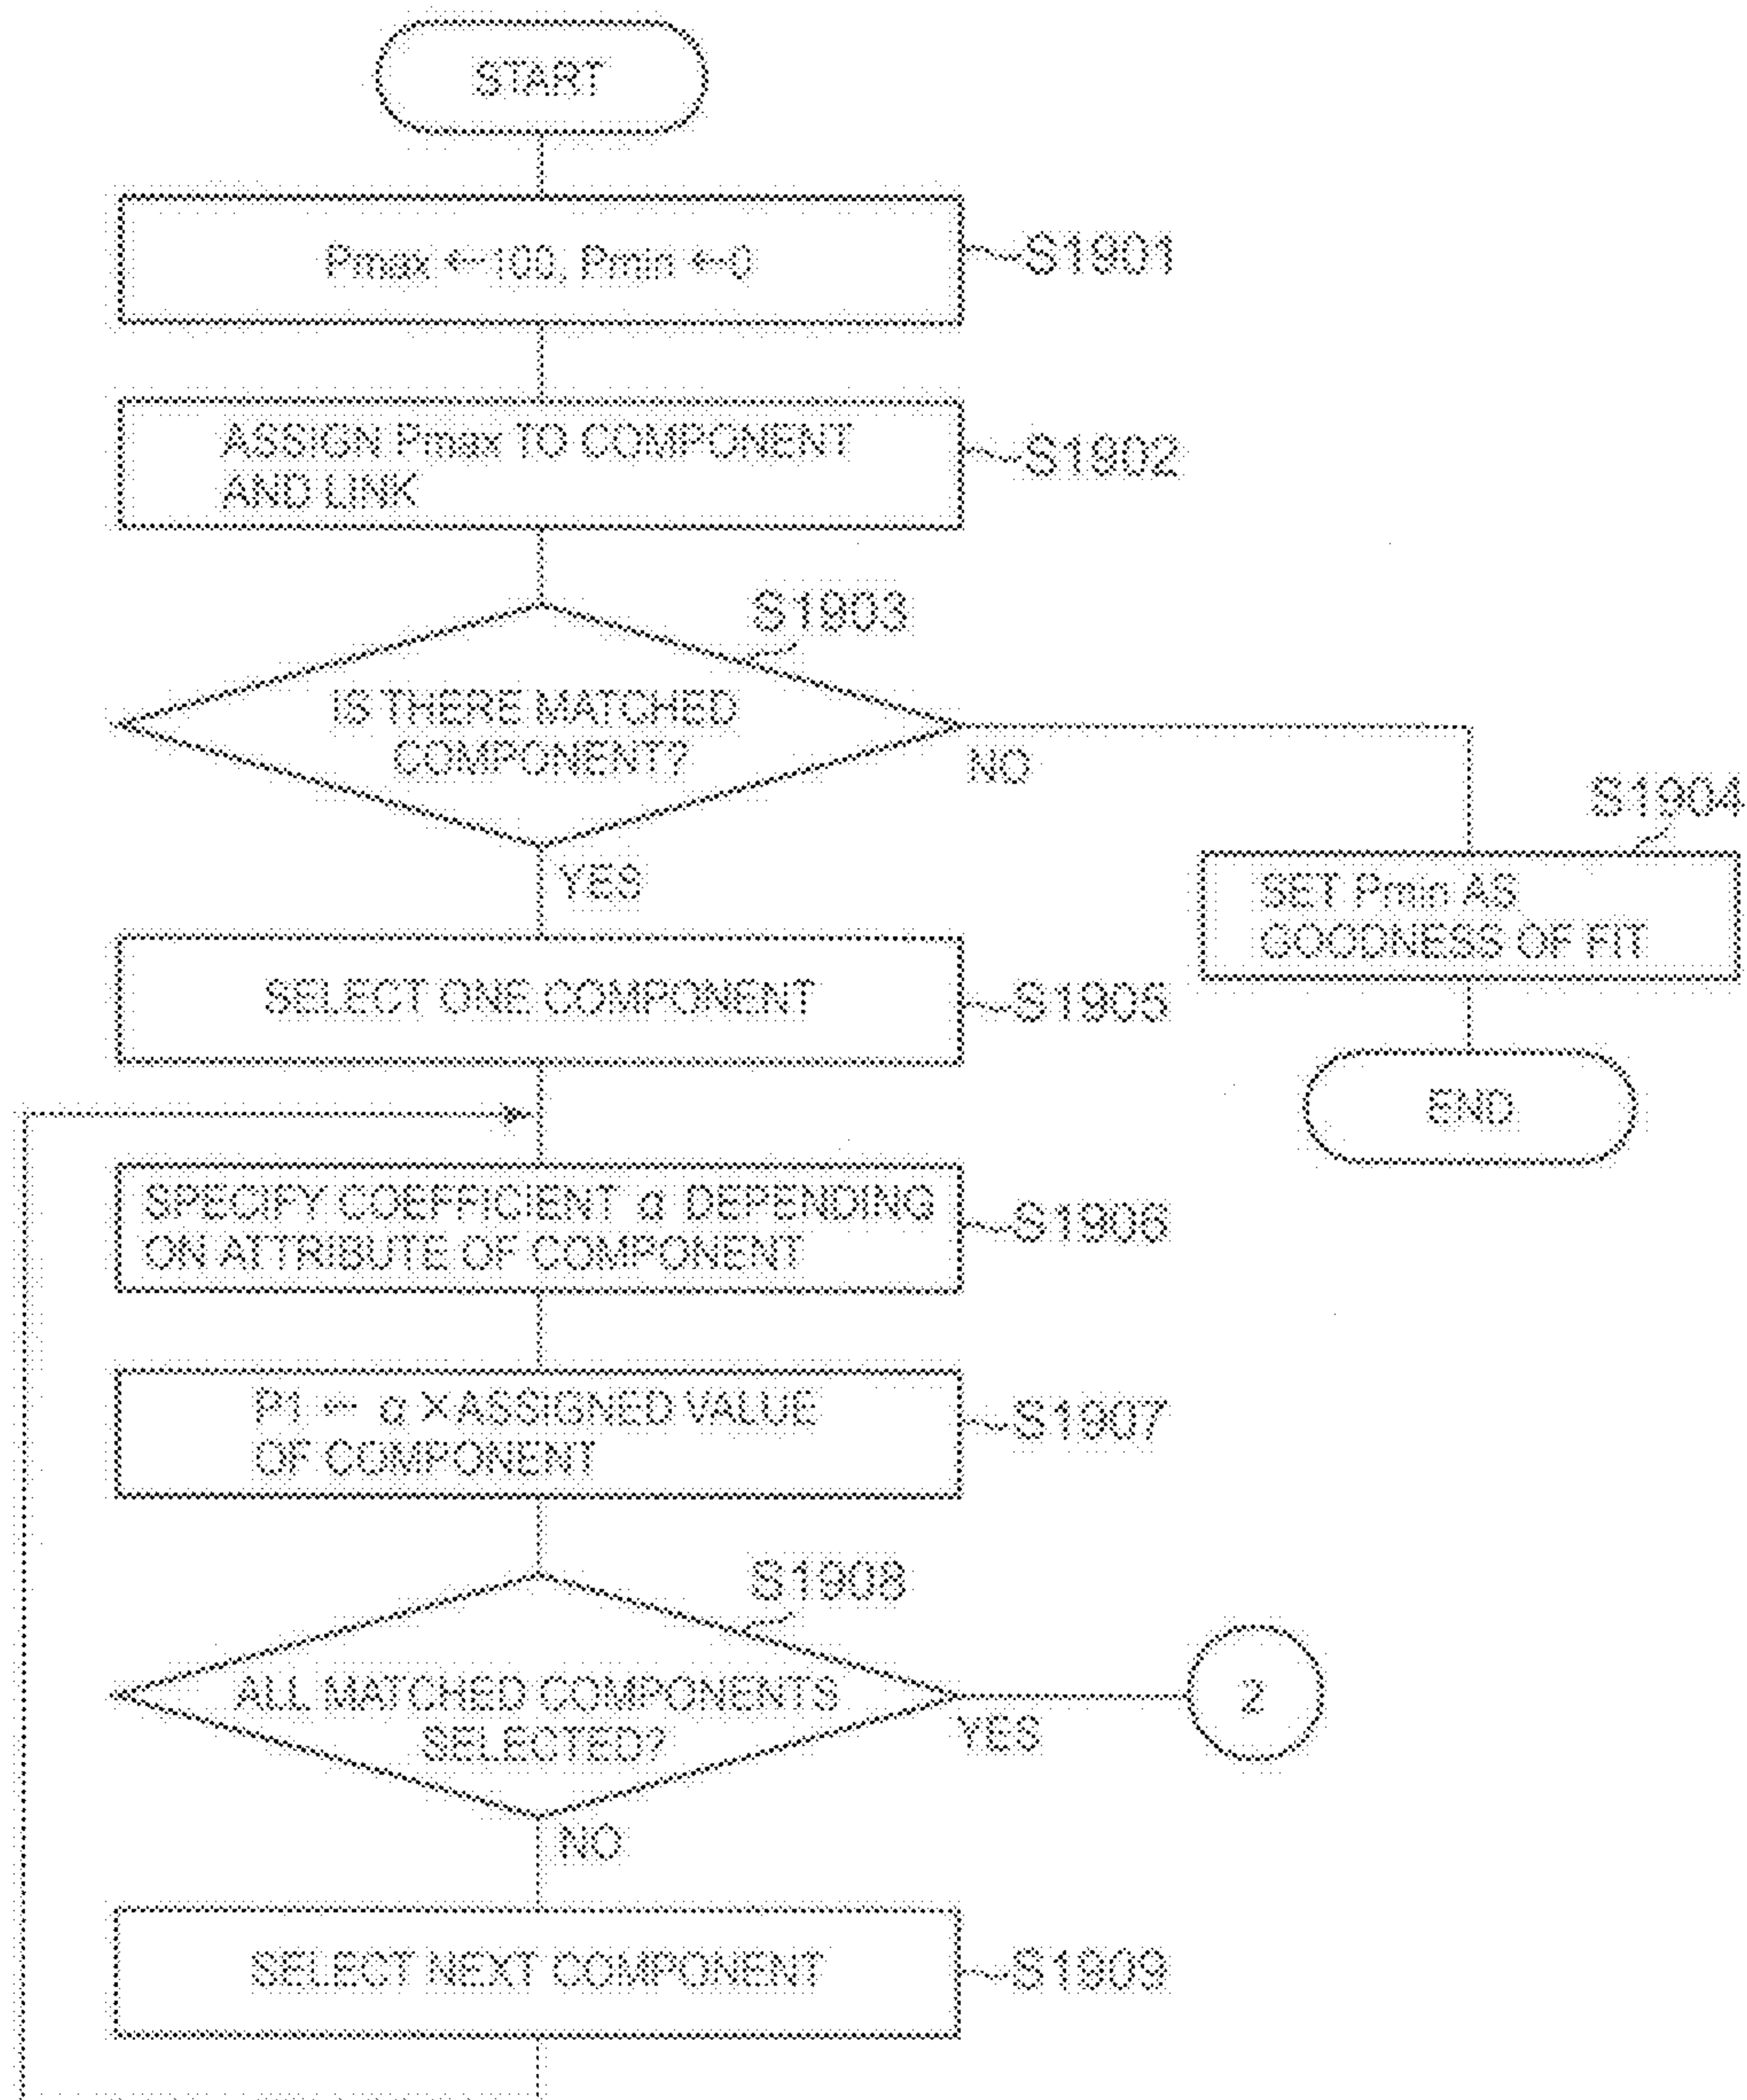 START
Pmax ←100, Pmin ←0
S1901
ASSIGN Pmax TO COMPONENT
AND LINK
S1902
S1903
IS THERE MATCHED
COMPONENT?
NO
YES
S1904
SET Pmin AS
GOODNESS OF FIT
SELECT ONE COMPONENT
S1905
END
SPECIFY COEFFICIENT α DEPENDING
ON ATTRIBUTE OF COMPONENT
S1906
P1 ← α ×ASSIGNED VALUE
OF COMPONENT
S1907
S1908
ALL MATCHED COMPONENTS
SELECTED?
YES
2
NO
SELECT NEXT COMPONENT
S1909